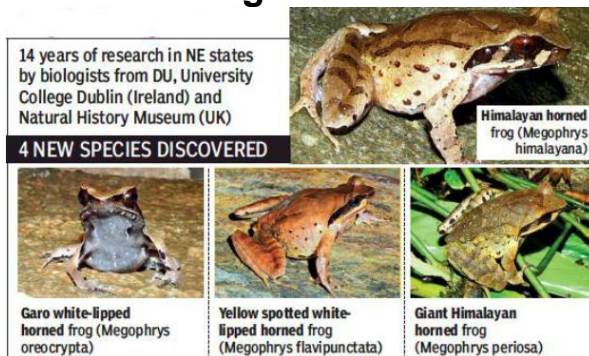 14 years of research in NE states
by biologists from DU, University
College Dublin (Ireland) and
Natural History Museum (UK)
4 NEW SPECIES DISCOVERED
Himalayan horned
frog (Megophrys
himalayana)
Garo white-lipped
horned frog (Megophrys
oreocrypta)
Yellow spotted white-
lipped horned frog
(Megophrys flavipunctata)
Giant Himalayan
horned frog
(Megophrys periosa)